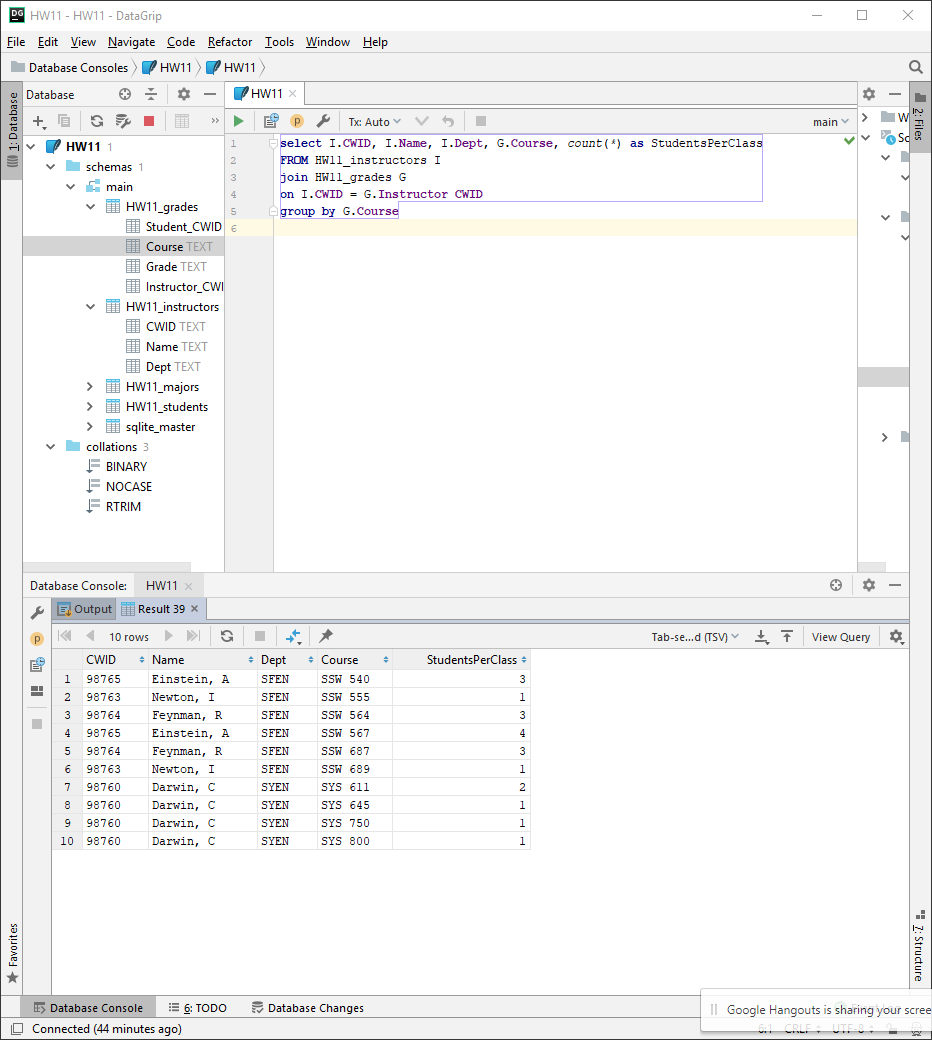 HW11 - HW11 - DataGrip
File Edit View Navigate Code Refactor Tools Window Help
Database Consoles HW11 HW11
1: Database
Database
HW11 1
schemas 1
main
HW11_grades
Student_CWID
Course TEXT
Grade TEXT
Instructor_CWI
HW11_instructors
CWID TEXT
Name TEXT
Dept TEXT
HW11_majors
HW11_students
sqlite_master
collations 3
BINARY
NOCASE
RTRIM
HW11
Tx: Auto
main
1 select I.CWID, I.Name, I.Dept, G.Course, count(*) as StudentsPerClass
2 FROM HW11_instructors I
3 join HW11_grades G
4 on I.CWID = G.Instructor_CWID
5 group by G.Course
6
W
Sc
2: Files
Database Console: HW11
Output Result 39
10 rows Tab-se...d (TSV) View Query
CWID Name Dept Course StudentsPerClass
1 98765 Einstein, A SFEN SSW 540 3
2 98763 Newton, I SFEN SSW 555 1
3 98764 Feynman, R SFEN SSW 564 3
4 98765 Einstein, A SFEN SSW 567 4
5 98764 Feynman, R SFEN SSW 687 3
6 98763 Newton, I SFEN SSW 689 1
7 98760 Darwin, C SYEN SYS 611 2
8 98760 Darwin, C SYEN SYS 645 1
9 98760 Darwin, C SYEN SYS 750 1
10 98760 Darwin, C SYEN SYS 800 1
Favorites
7: Structure
Database Console 6: TODO Database Changes
Google Hangouts is sharing your scree
Connected (44 minutes ago) 6:1 CRLF UTF-8